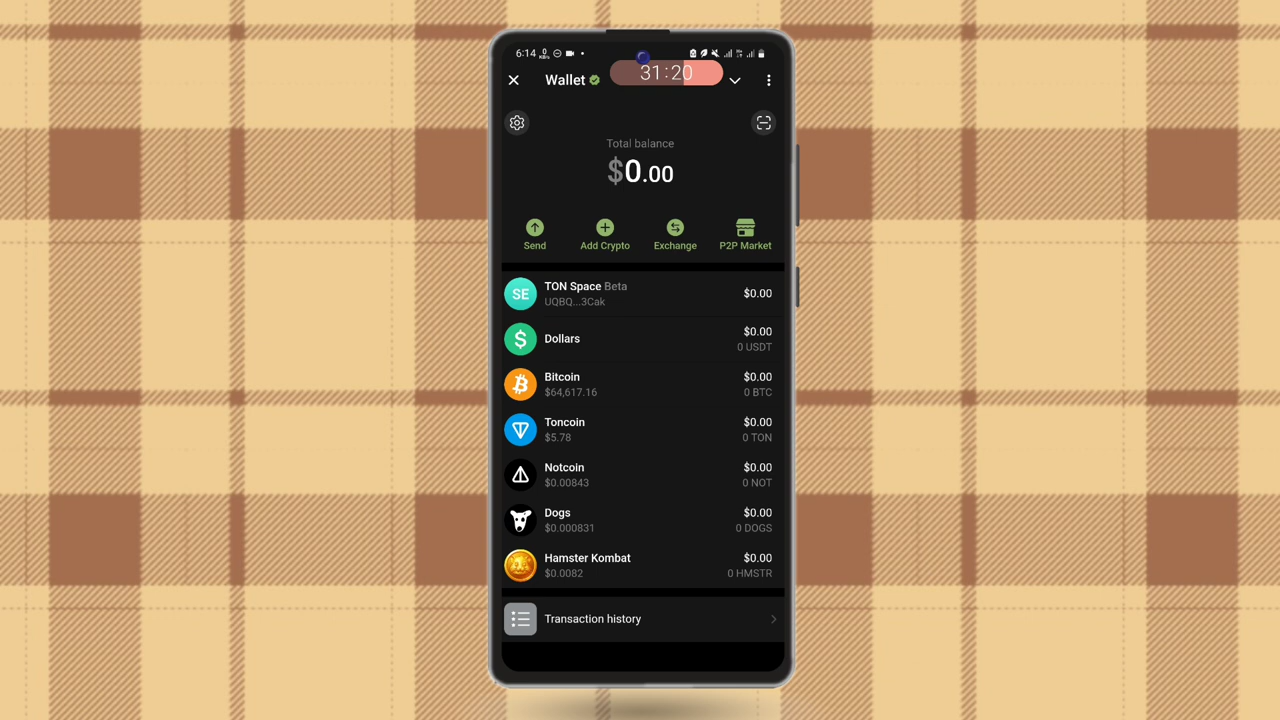 6:14
31:20
Wallet
Total balance
$0.00
Send
Add Crypto
Exchange
P2P Market
SE
TON Space Beta
$0.00
UQBQ...3Cak
Dollars
$0.00
0 USDT
Bitcoin
$0.00
$64,617.16
0 BTC
Toncoin
$0.00
$5.78
0 TON
Notcoin
$0.00
$0.00843
0 NOT
Dogs
$0.00
$0.000831
0 DOGS
Hamster Kombat
$0.00
$0.0082
0 HMSTR
Transaction history